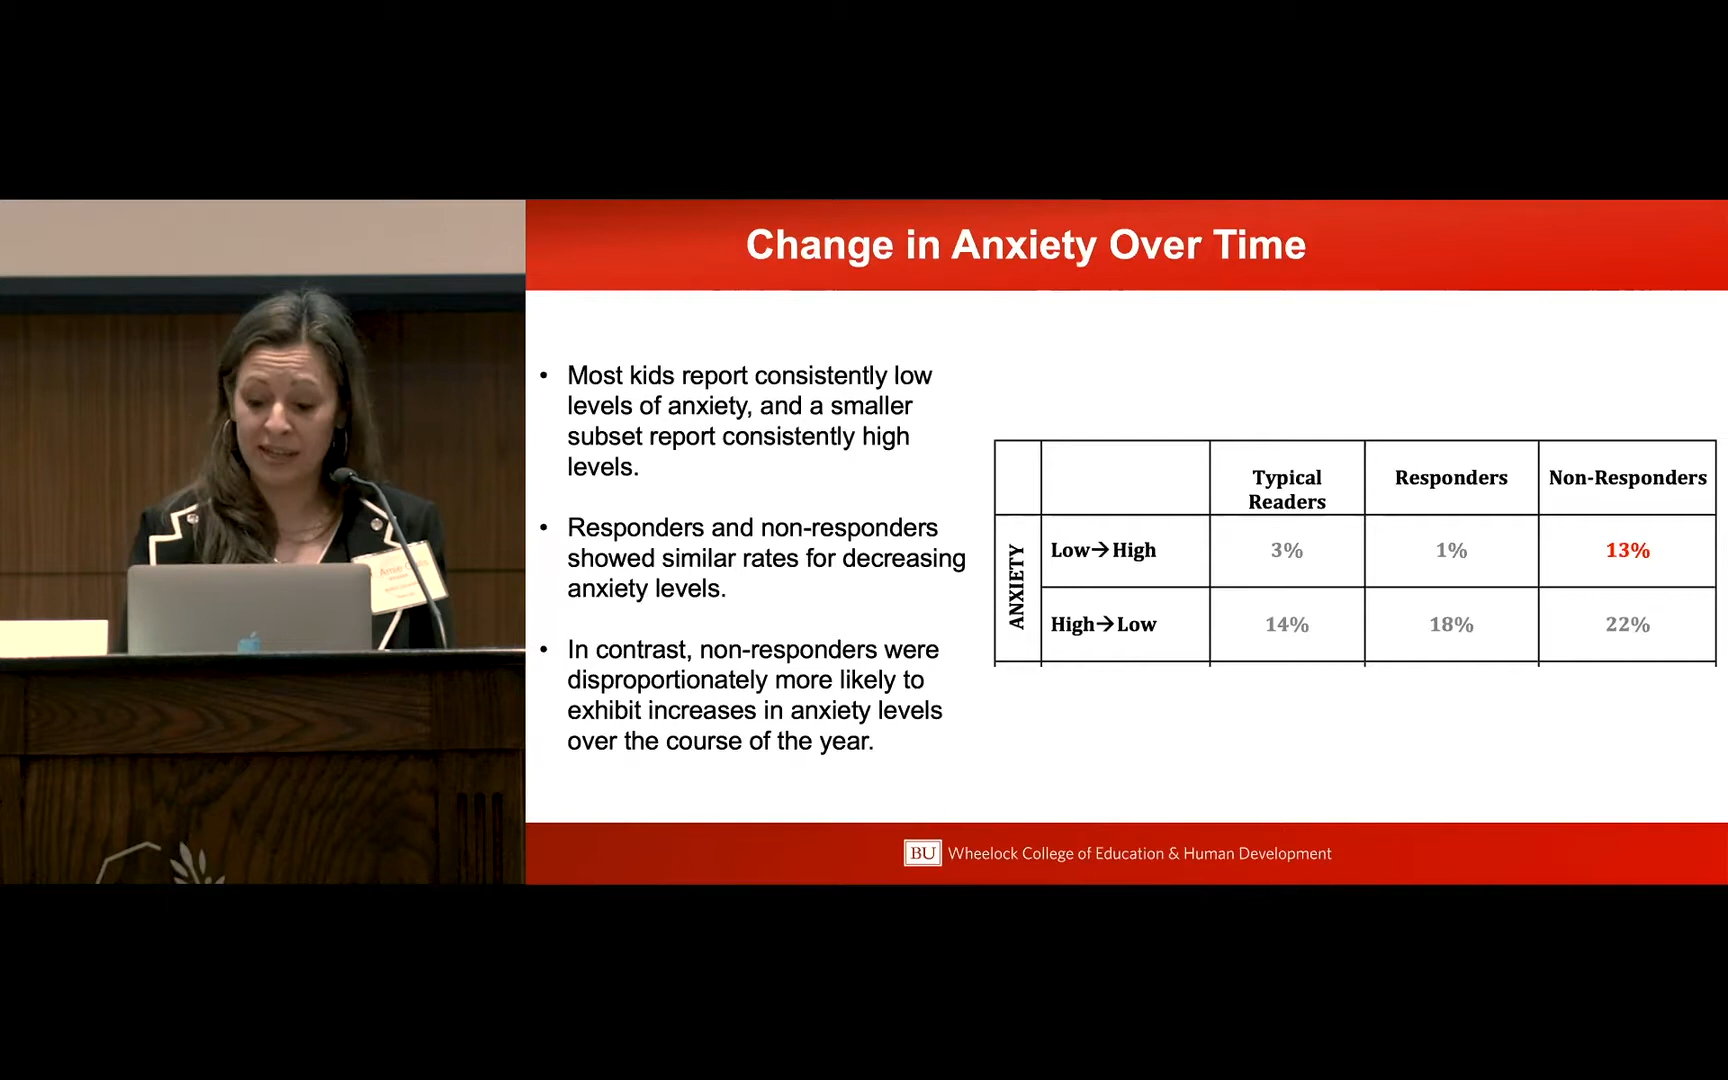 Change in Anxiety Over Time
• Most kids report consistently low
levels of anxiety, and a smaller
subset report consistently high
levels.
• Responders and non-responders
showed similar rates for decreasing
anxiety levels.
• In contrast, non-responders were
disproportionately more likely to
exhibit increases in anxiety levels
over the course of the year.
Typical
Readers
Responders
Non-Responders
ANXIETY
Low→High
3%
1%
13%
High→Low
14%
18%
22%
BU Wheelock College of Education & Human Development